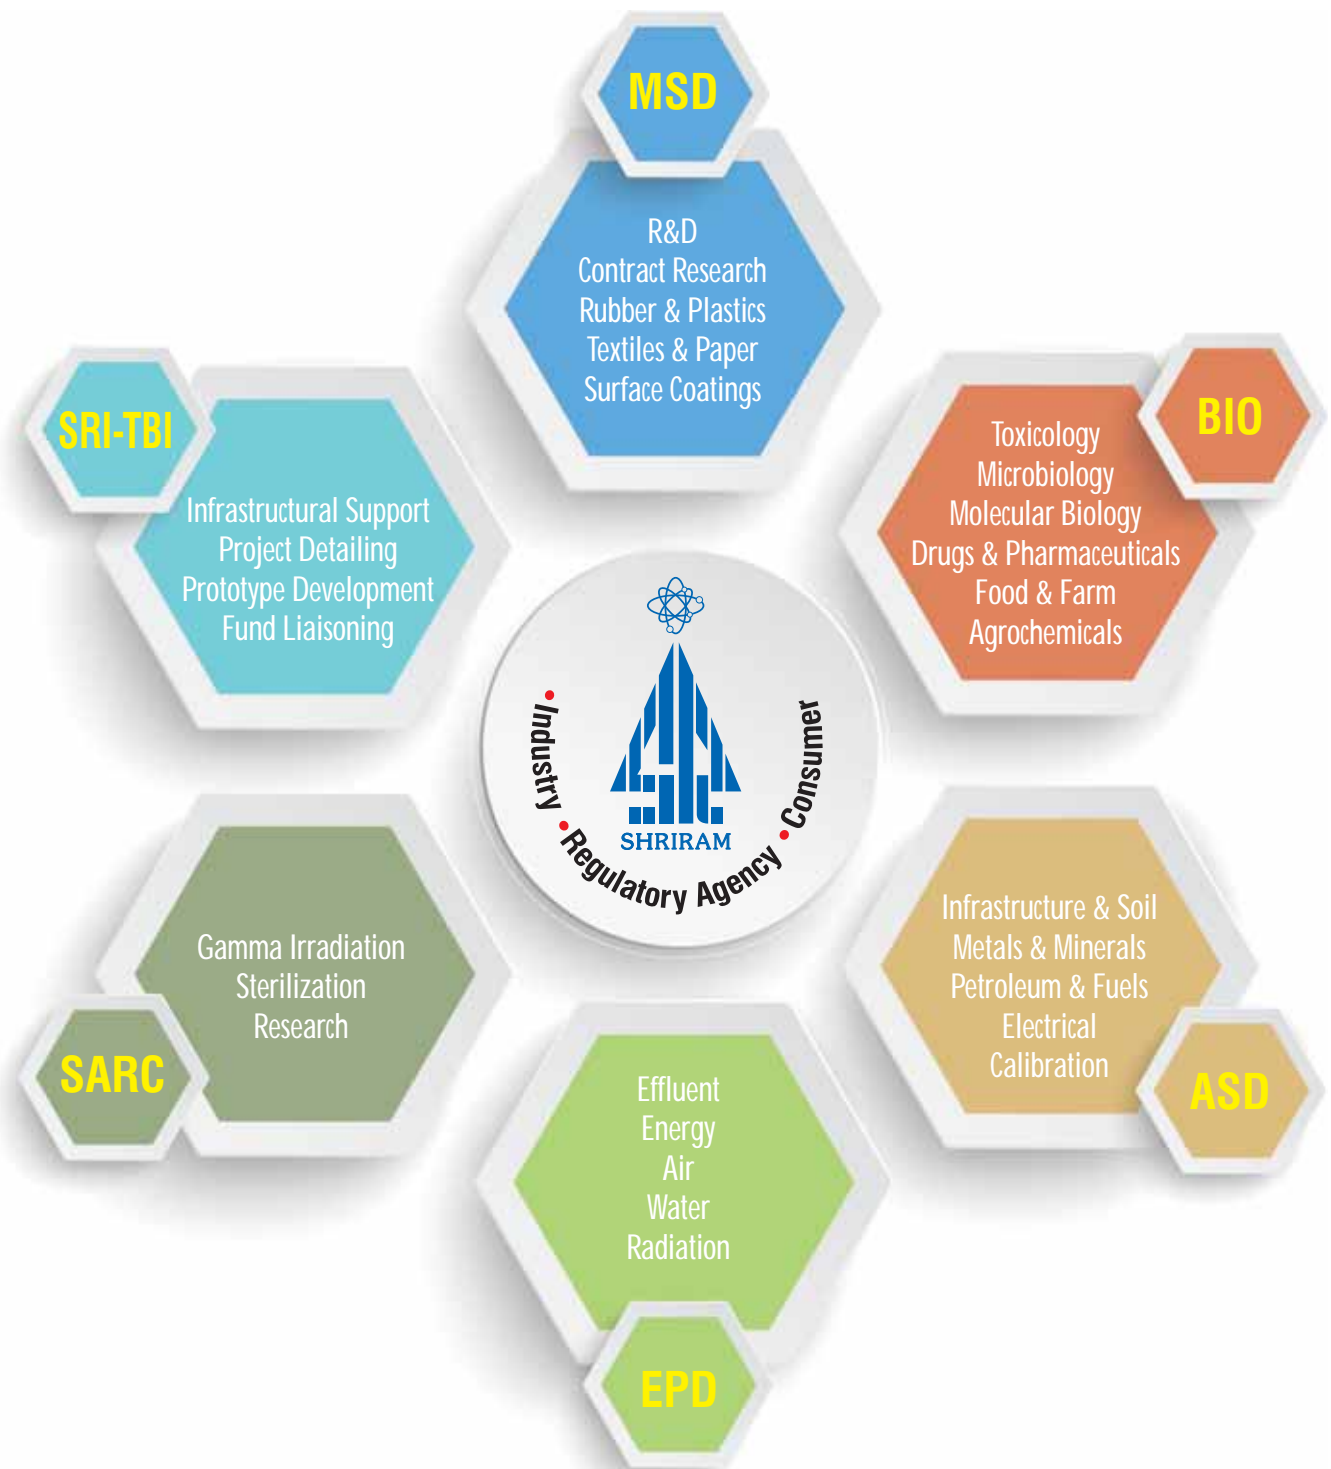 MSD
R&D
Contract Research
Rubber & Plastics
Textiles & Paper
Surface Coatings
BIO
Toxicology
Microbiology
Molecular Biology
Drugs & Pharmaceuticals
Food & Farm
Agrochemicals
SRI-TBI
Infrastructural Support
Project Detailing
Prototype Development
Fund Liaisoning
SHRIRAM
•Industry •Regulatory Agency •Consumer
Gamma Irradiation
Sterilization
Research
SARC
Infrastructure & Soil
Metals & Minerals
Petroleum & Fuels
Electrical
Calibration
ASD
Effluent
Energy
Air
Water
Radiation
EPD